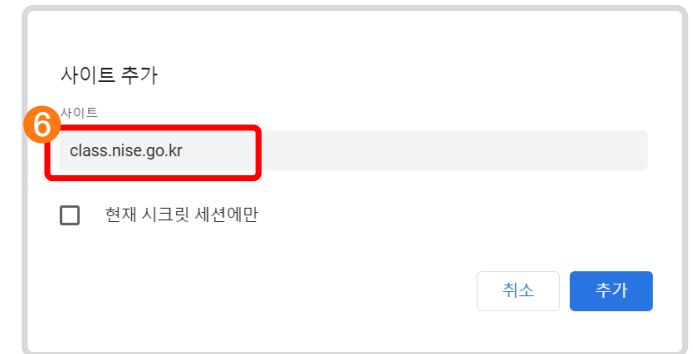 사이트 추가
사이트
6
class.nise.go.kr
현재 시크릿 세션에만
취소 추가